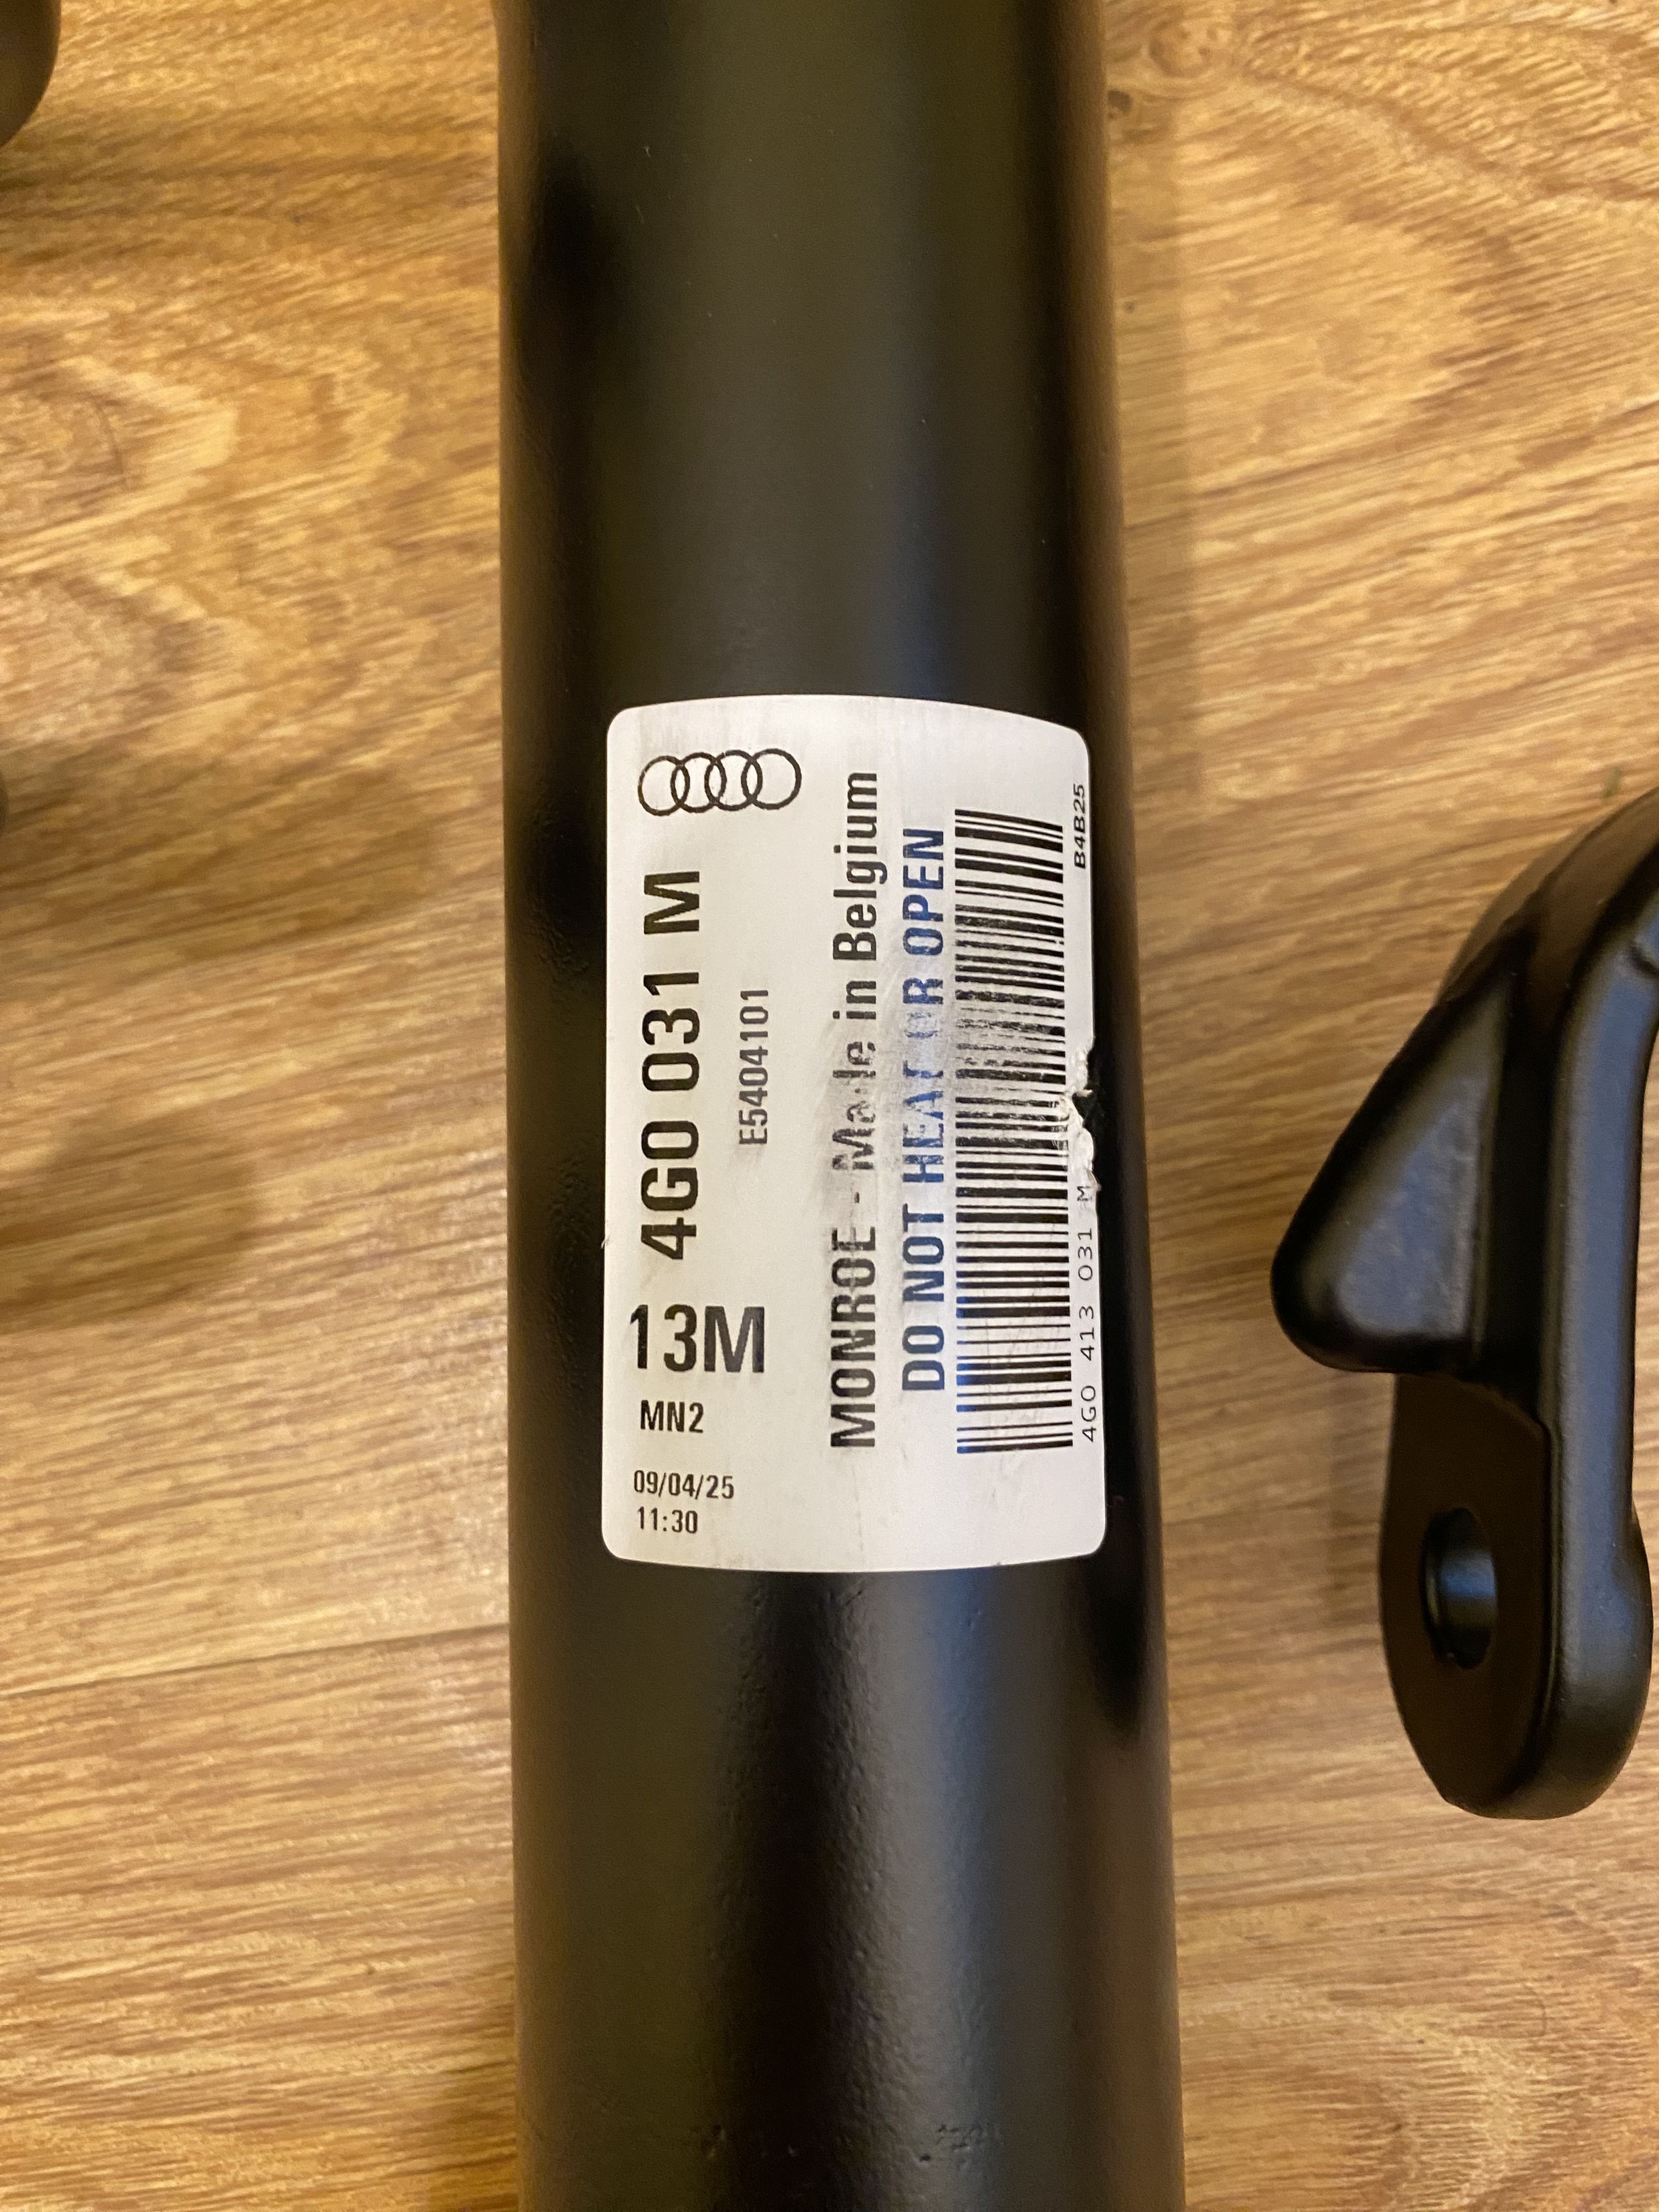 4G0 031 M
E5404101
13M
MN2
09/04/25
11:30
MONROE - Made in Belgium
DO NOT HEAT OR OPEN
4G0 413 031 M
B4B25